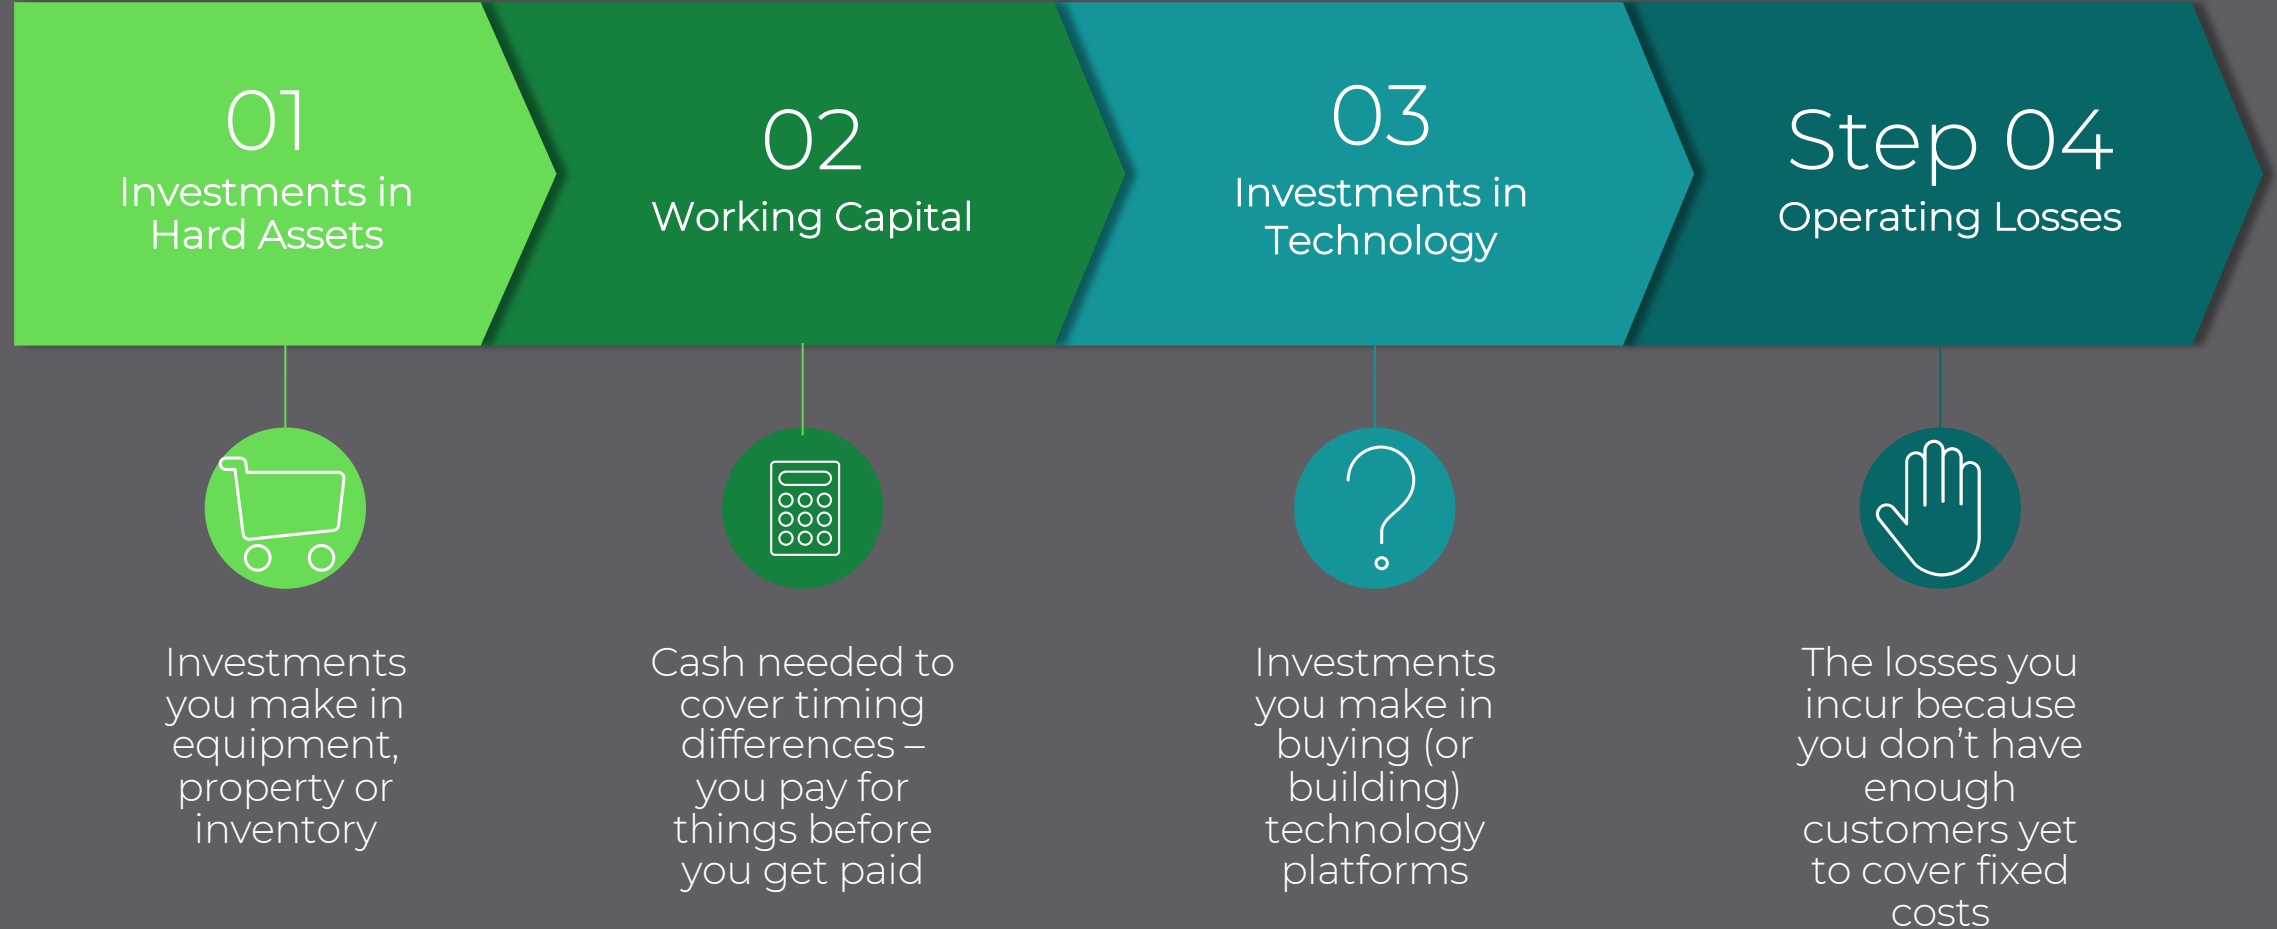 01
Investments in
Hard Assets
02
Working Capital
03
Investments in
Technology
Step 04
Operating Losses
Investments
you make in
equipment,
property or
inventory
Cash needed to
cover timing
differences –
you pay for
things before
you get paid
Investments
you make in
buying (or
building)
technology
platforms
The losses you
incur because
you don’t have
enough
customers yet
to cover fixed
costs